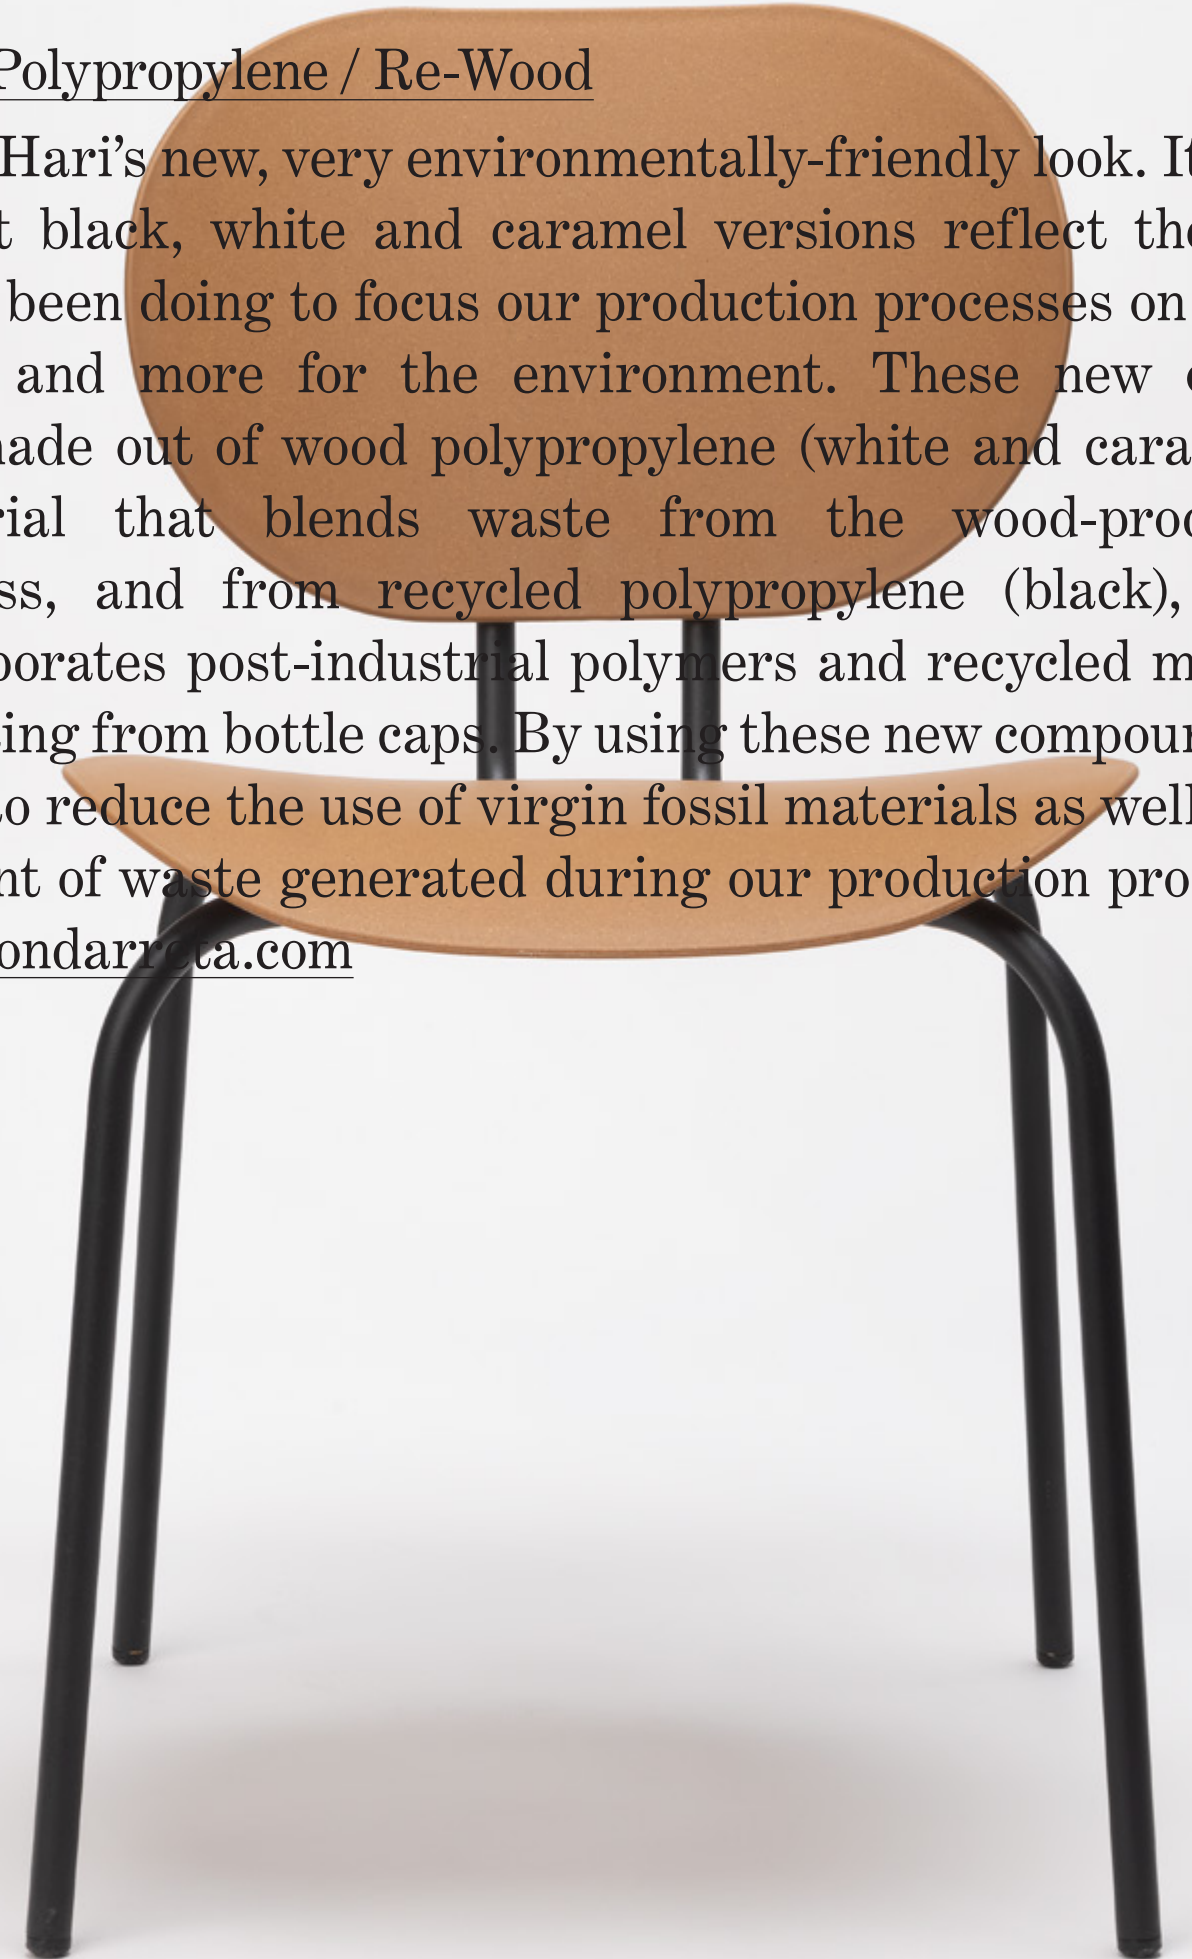 Polypropylene / Re-Wood
Hari’s new, very environmentally-friendly look. It
t black, white and caramel versions reflect the
been doing to focus our production processes on
and more for the environment. These new
made out of wood polypropylene (white and cara
rial that blends waste from the wood-proc
ss, and from recycled polypropylene (black),
porates post-industrial polymers and recycled m
ing from bottle caps. By using these new compoun
to reduce the use of virgin fossil materials as well
nt of waste generated during our production pro
ondarreta.com